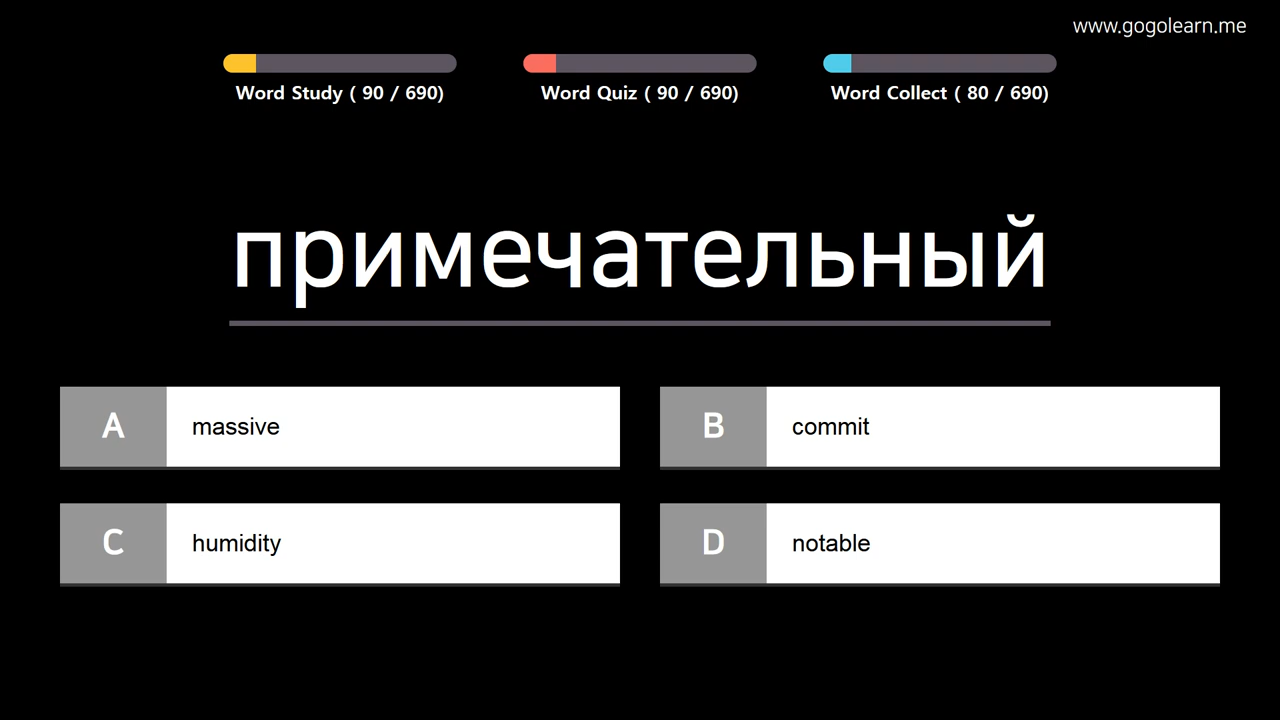 www.gogolearn.me
Word Study ( 90 / 690)
Word Quiz ( 90 / 690)
Word Collect ( 80 / 690)
примечательный
A massive
B commit
C humidity
D notable